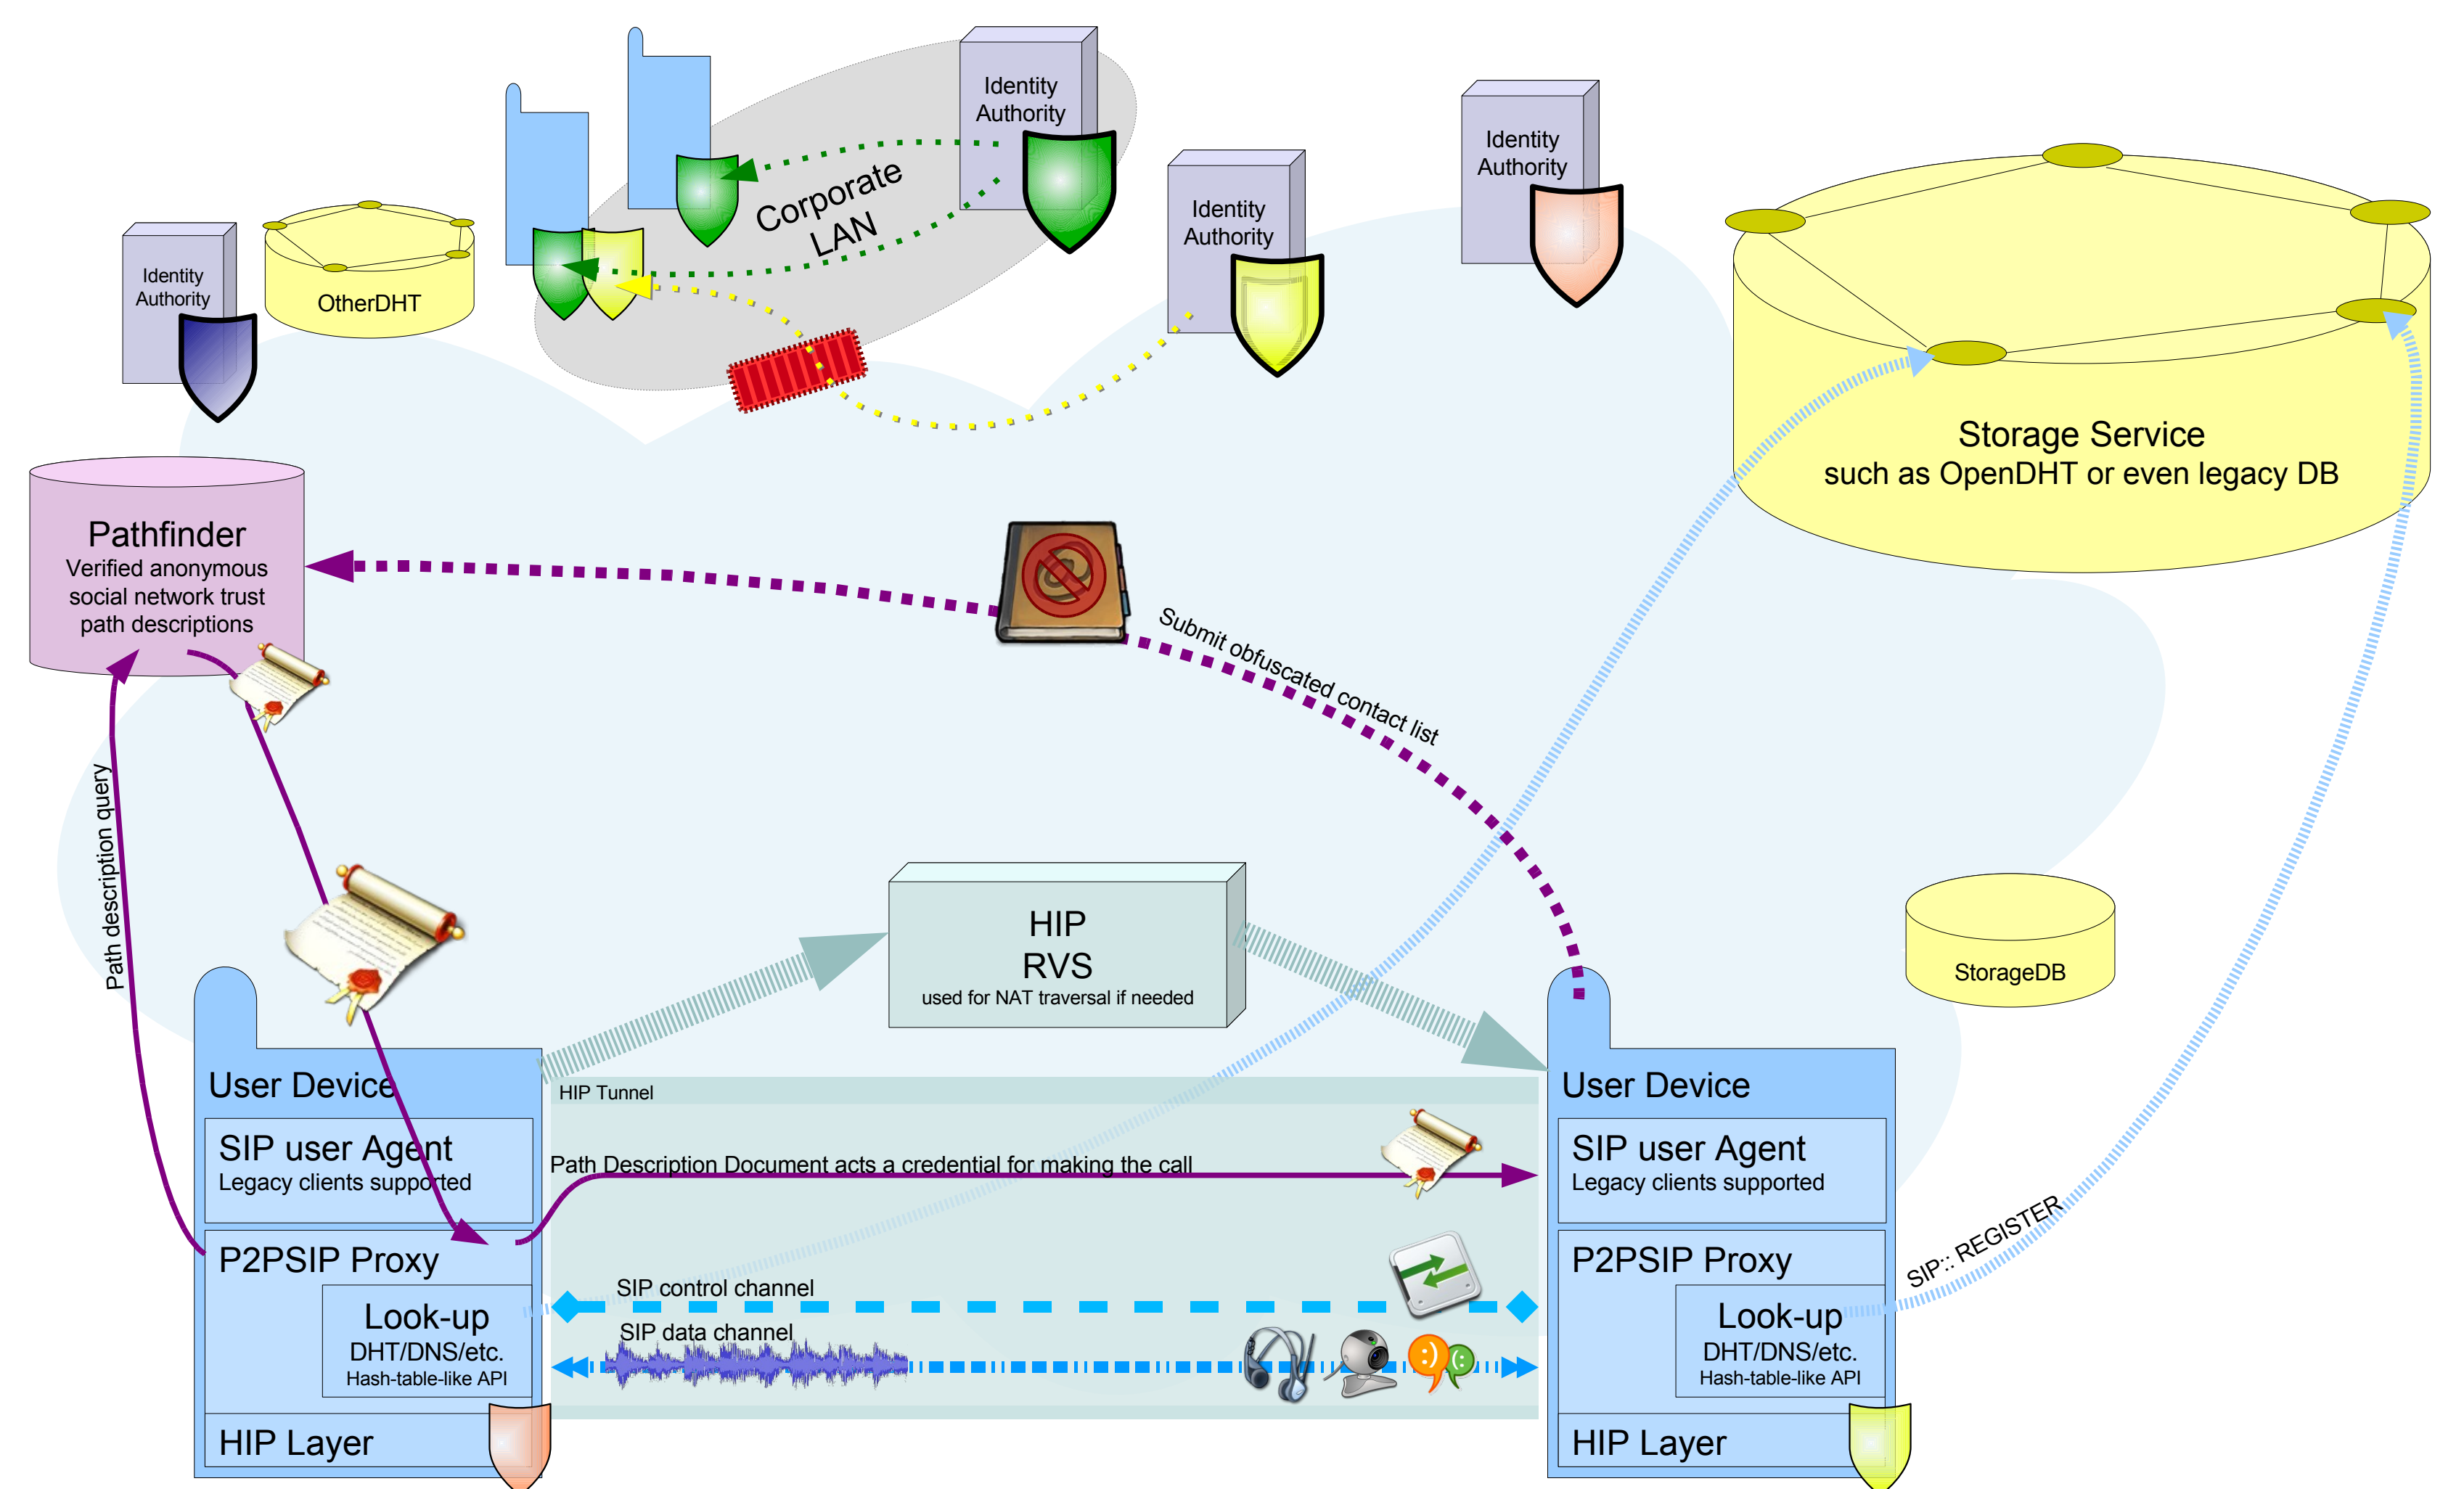 Identity
Authority
Identity
Authority
Identity
Authority
Identity
Authority
OtherDHT
Corporate
LAN
Storage Service
such as OpenDHT or even legacy DB
Pathfinder
Verified anonymous
social network trust
path descriptions
Submit obfuscated contact list
Path description query
HIP
RVS
used for NAT traversal if needed
StorageDB
User Device
SIP user Agent
Legacy clients supported
P2PSIP Proxy
Look-up
DHT/DNS/etc.
Hash-table-like API
HIP Layer
HIP Tunnel
Path Description Document acts a credential for making the call
SIP control channel
SIP data channel
User Device
SIP user Agent
Legacy clients supported
P2PSIP Proxy
Look-up
DHT/DNS/etc.
Hash-table-like API
HIP Layer
SIP:: REGISTER